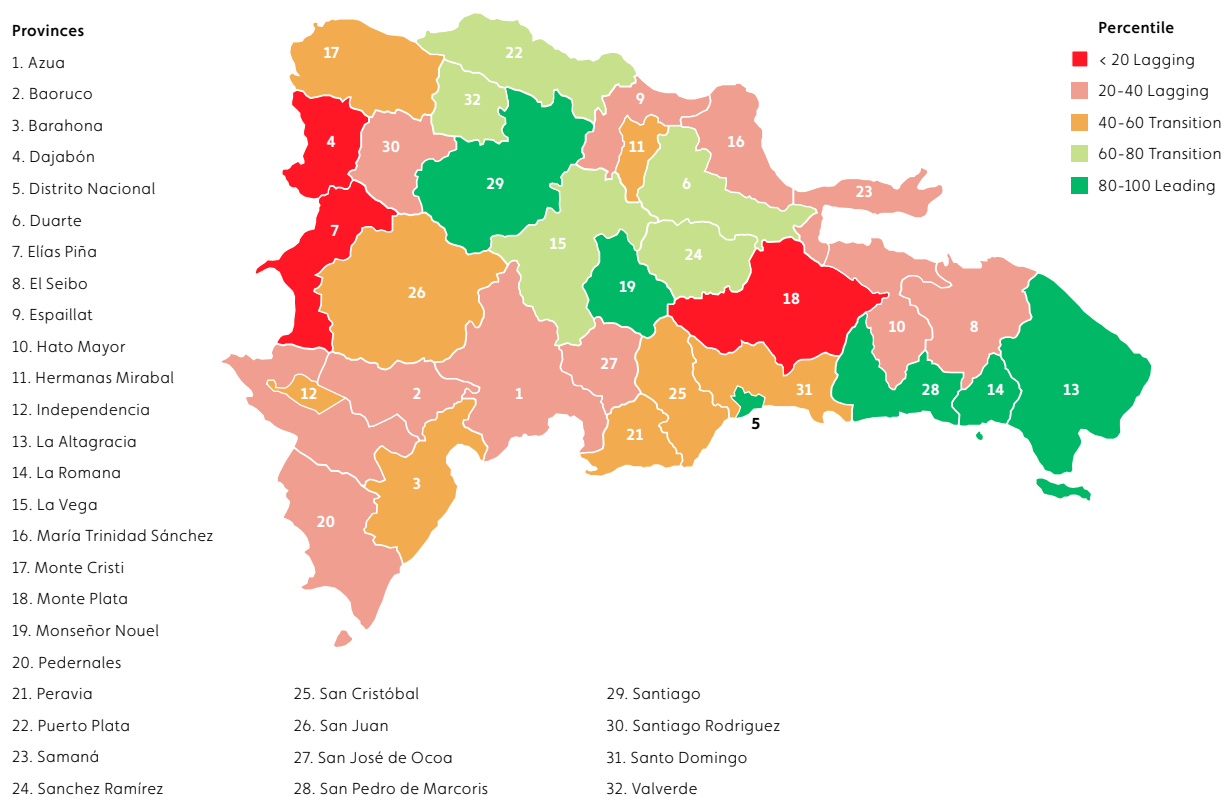 Provinces
1. Azua
2. Baoruco
3. Barahona
4. Dajabón
5. Distrito Nacional
6. Duarte
7. Elías Piña
8. El Seibo
9. Espaillat
10. Hato Mayor
11. Hermanas Mirabal
12. Independencia
13. La Altagracia
14. La Romana
15. La Vega
16. María Trinidad Sánchez
17. Monte Cristi
18. Monte Plata
19. Monseñor Nouel
20. Pedernales
21. Peravia
22. Puerto Plata
23. Samaná
24. Sanchez Ramírez
25. San Cristóbal
26. San Juan
27. San José de Ocoa
28. San Pedro de Marcoris
29. Santiago
30. Santiago Rodriguez
31. Santo Domingo
32. Valverde
Percentile
< 20 Lagging
20-40 Lagging
40-60 Transition
60-80 Transition
80-100 Leading
17
22
32
9
4
30
11
16
29
6
23
7
15
24
26
19
18
10
8
27
12
2
1
25
31
28
14
13
5
21
3
20